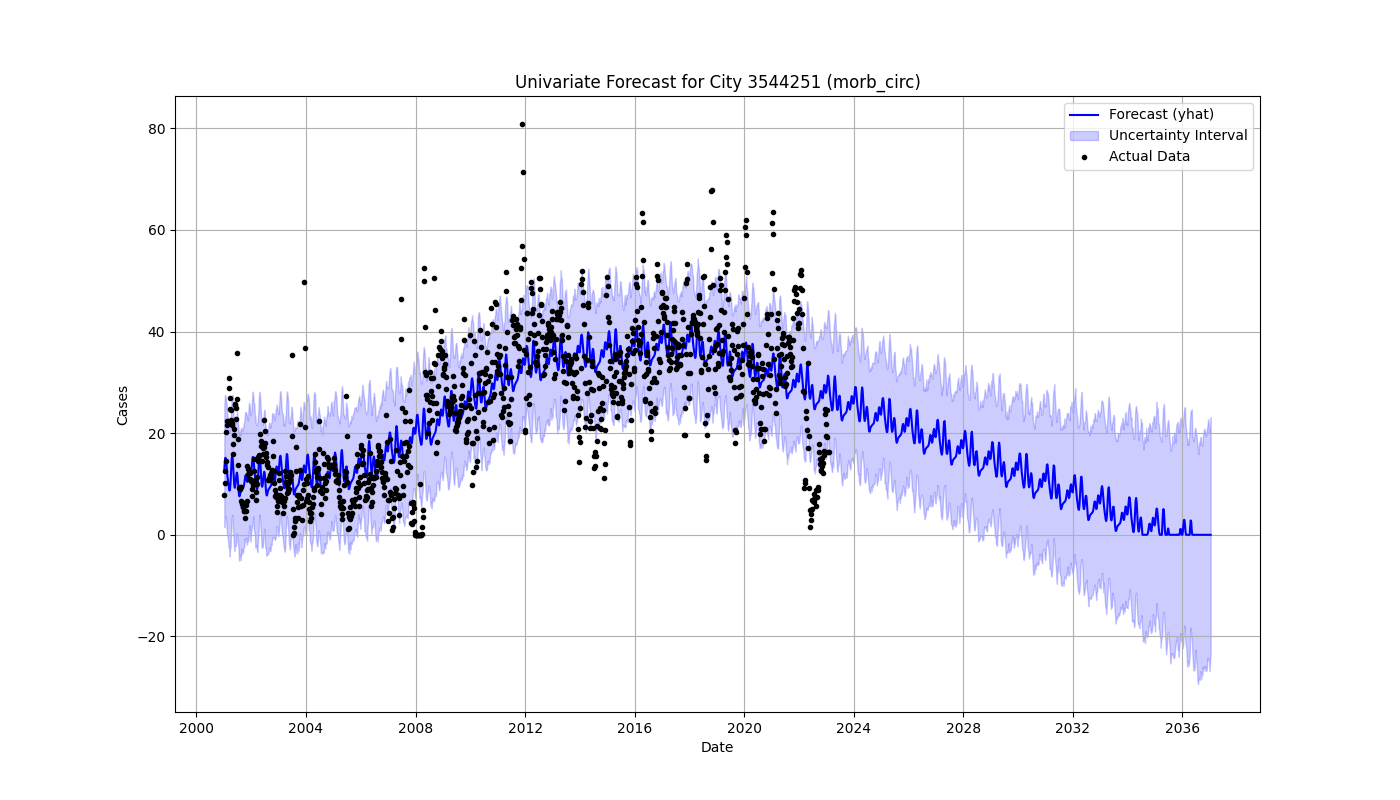 Univariate Forecast for City 3544251 (morb_circ)
Forecast (yhat)
Uncertainty Interval
Actual Data
Cases
80
60
40
20
0
−20
2000 2004 2008 2012 2016 2020 2024 2028 2032 2036
Date